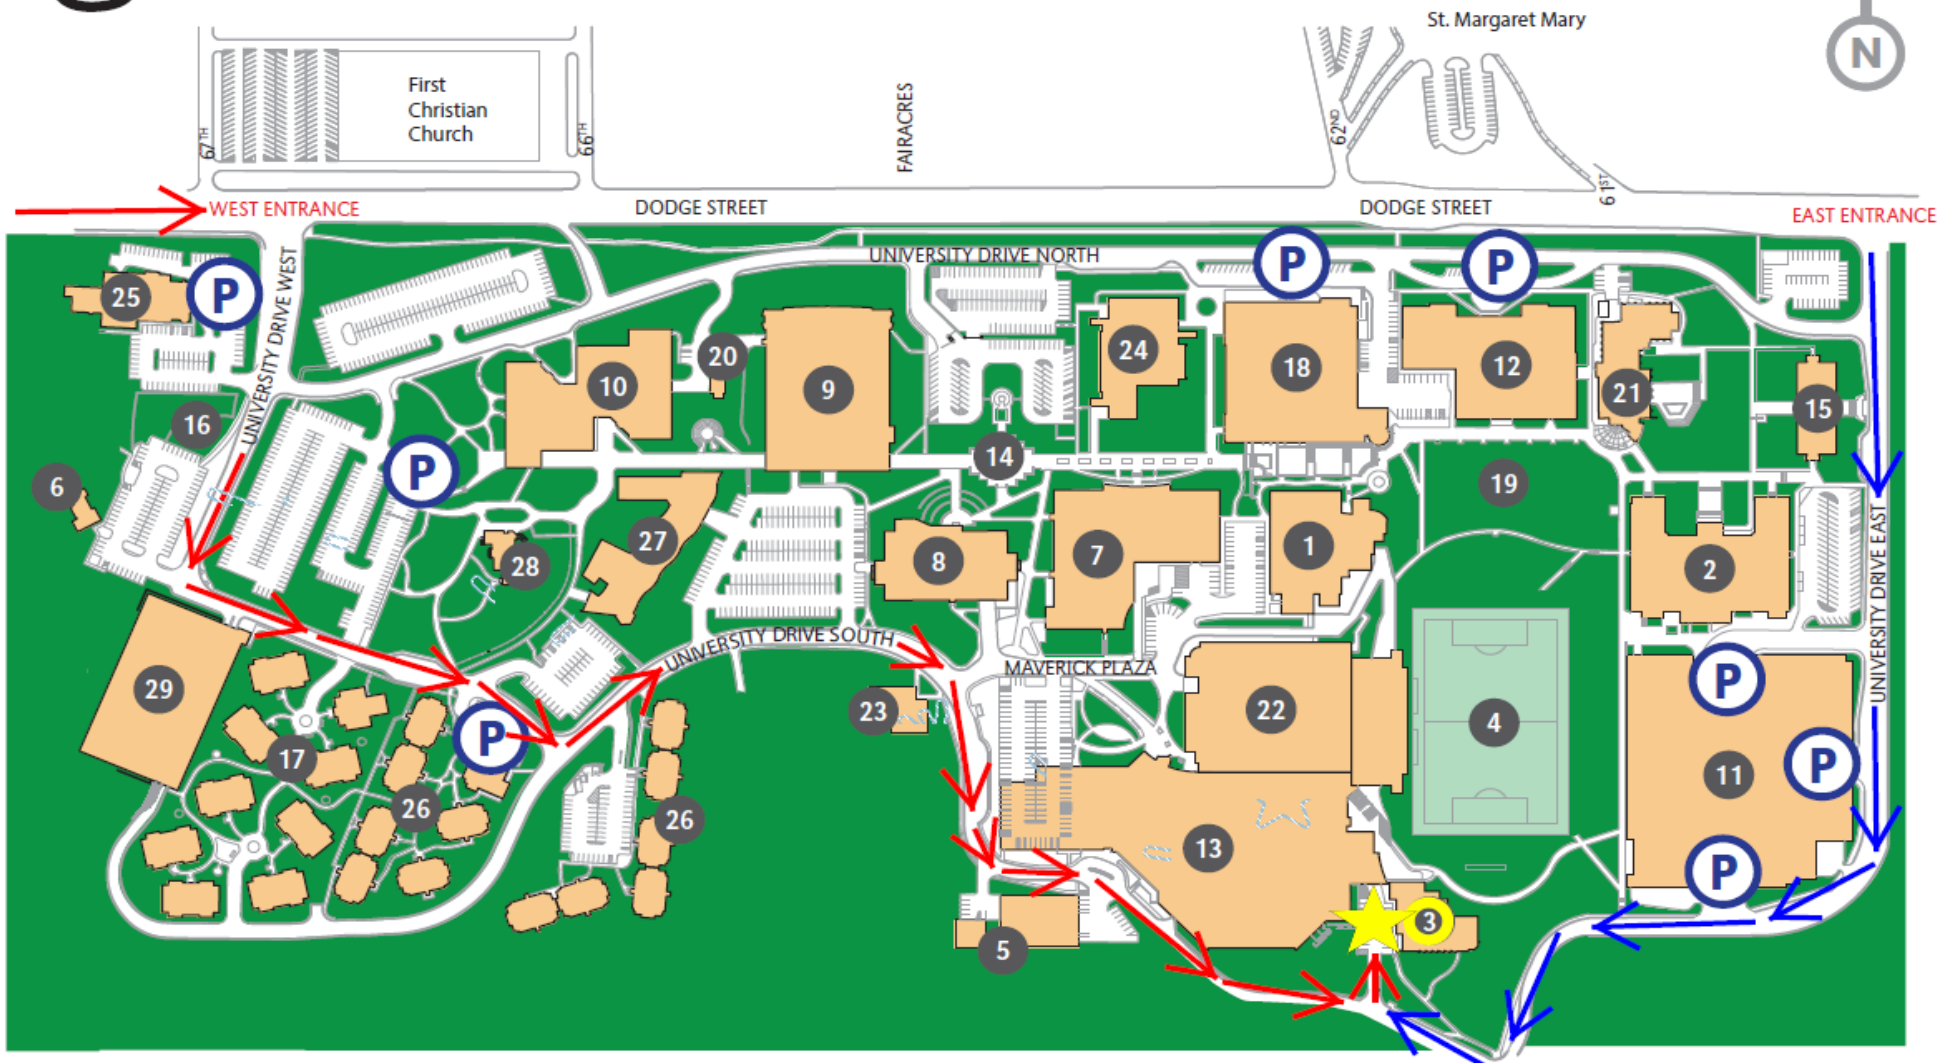 St. Margaret Mary
N
First
Christian
Church
67TH
66TH
FAIRACRES
62ND
61ST
WEST ENTRANCE
DODGE STREET
DODGE STREET
EAST ENTRANCE
UNIVERSITY DRIVE NORTH
P
P
25
P
UNIVERSITY DRIVE WEST
20
24
18
12
10
9
21
15
16
P
14
6
19
27
28
8
7
1
2
UNIVERSITY DRIVE EAST
UNIVERSITY DRIVE SOUTH
MAVERICK PLAZA
29
23
22
4
P
P
17
P
11
26
26
13
P
3
5